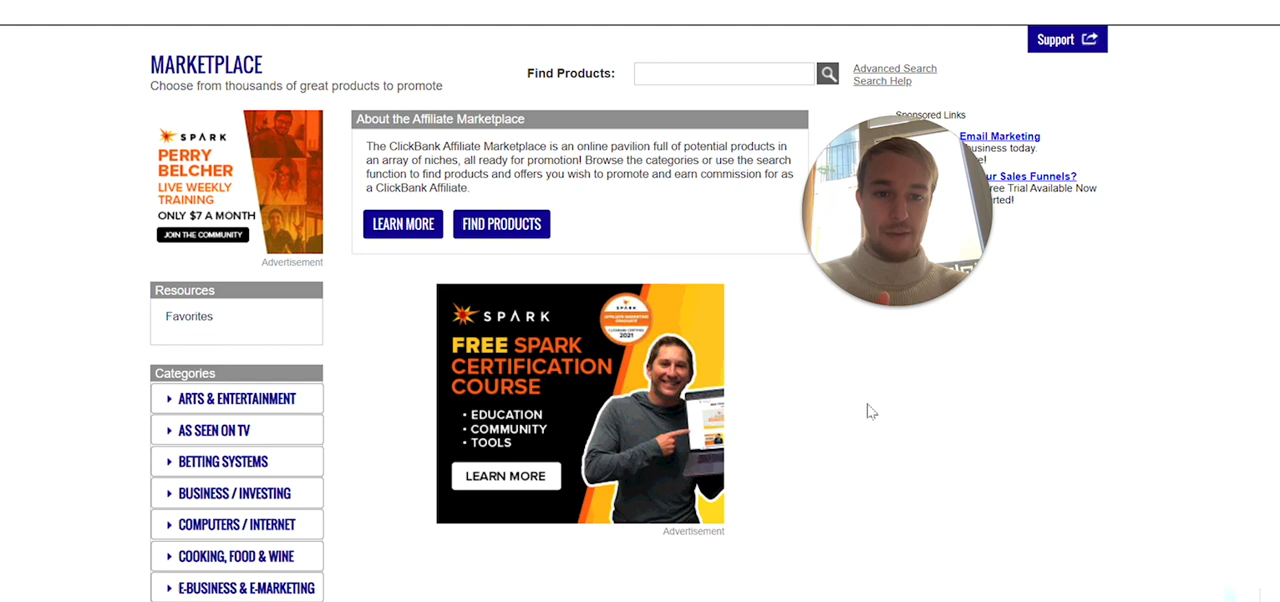 Support
MARKETPLACE
Choose from thousands of great products to promote
Find Products:
Advanced Search
Search Help
SPARK
PERRY
BELCHER
LIVE WEEKLY
TRAINING
ONLY $7 A MONTH
JOIN THE COMMUNITY
Advertisement
About the Affiliate Marketplace
The ClickBank Affiliate Marketplace is an online pavilion full of potential products in
an array of niches, all ready for promotion! Browse the categories or use the search
function to find products and offers you wish to promote and earn commission for as
a ClickBank Affiliate.
LEARN MORE
FIND PRODUCTS
Sponsored Links
Email Marketing
business today.
ur Sales Funnels?
ree Trial Available Now
rted!
Resources
Favorites
SPARK
FREE SPARK
CERTIFICATION
COURSE
• EDUCATION
• COMMUNITY
• TOOLS
LEARN MORE
SPARK
2021
Advertisement
Categories
ARTS & ENTERTAINMENT
AS SEEN ON TV
BETTING SYSTEMS
BUSINESS / INVESTING
COMPUTERS / INTERNET
COOKING, FOOD & WINE
E-BUSINESS & E-MARKETING